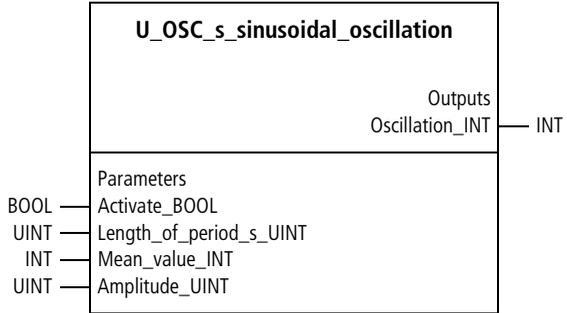 U_OSC_s_sinusoidal_oscillation
Outputs
Oscillation_INT INT
Parameters
BOOL Activate_BOOL
UINT Length_of_period_s_UINT
INT Mean_value_INT
UINT Amplitude_UINT